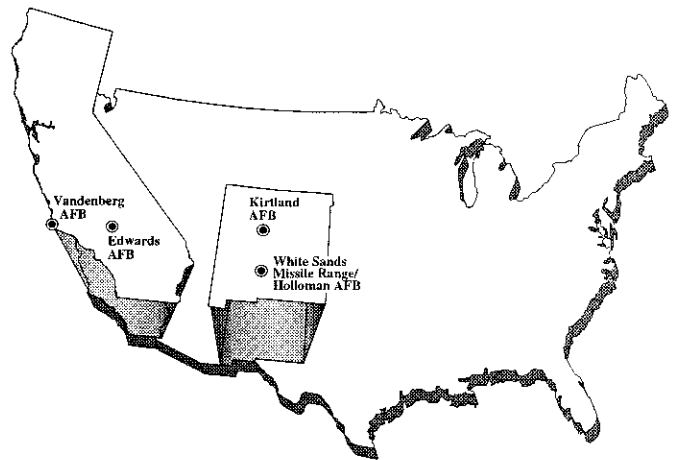 Vandenberg
AFB
Edwards
AFB
Kirtland
AFB
White Sands
Missile Range/
Holloman AFB